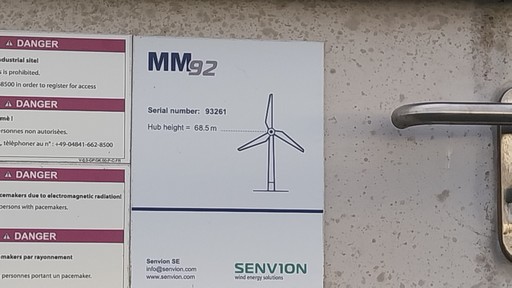 DANGER
ndustrial site!
is prohibited.
8500 in order to register for access
DANGER
mé !
ersonnes non autorisées.
, téléphoner au n° : +49-04841-662-8500
DANGER
acemakers due to electromagnetic radiation!
persons with pacemakers.
DANGER
makers par rayonnement
personnes portant un pacemaker.
MM92
Serial number: 93261
Hub height = 68.5 m
Senvion SE
info@senvion.com
www.senvion.com
SENVION
wind energy solutions